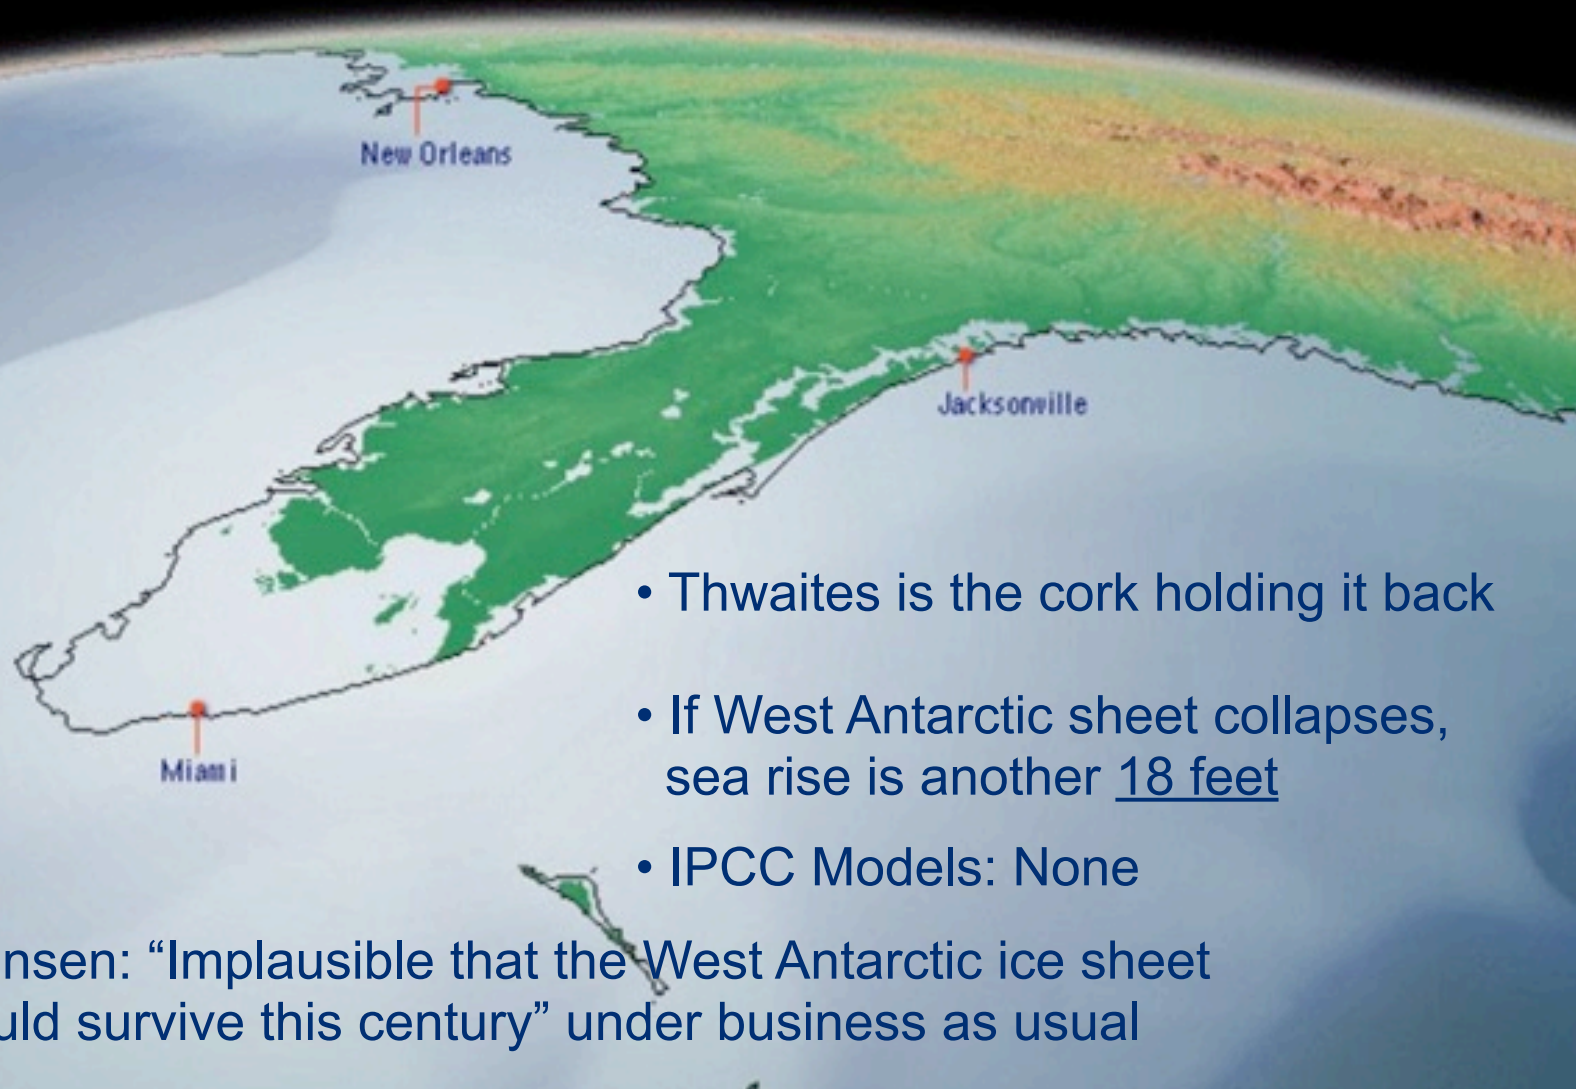 New Orleans
Jacksonville
• Thwaites is the cork holding it back
• If West Antarctic sheet collapses,
sea rise is another 18 feet
Miami
• IPCC Models: None
nsen: “Implausible that the West Antarctic ice sheet
uld survive this century” under business as usual